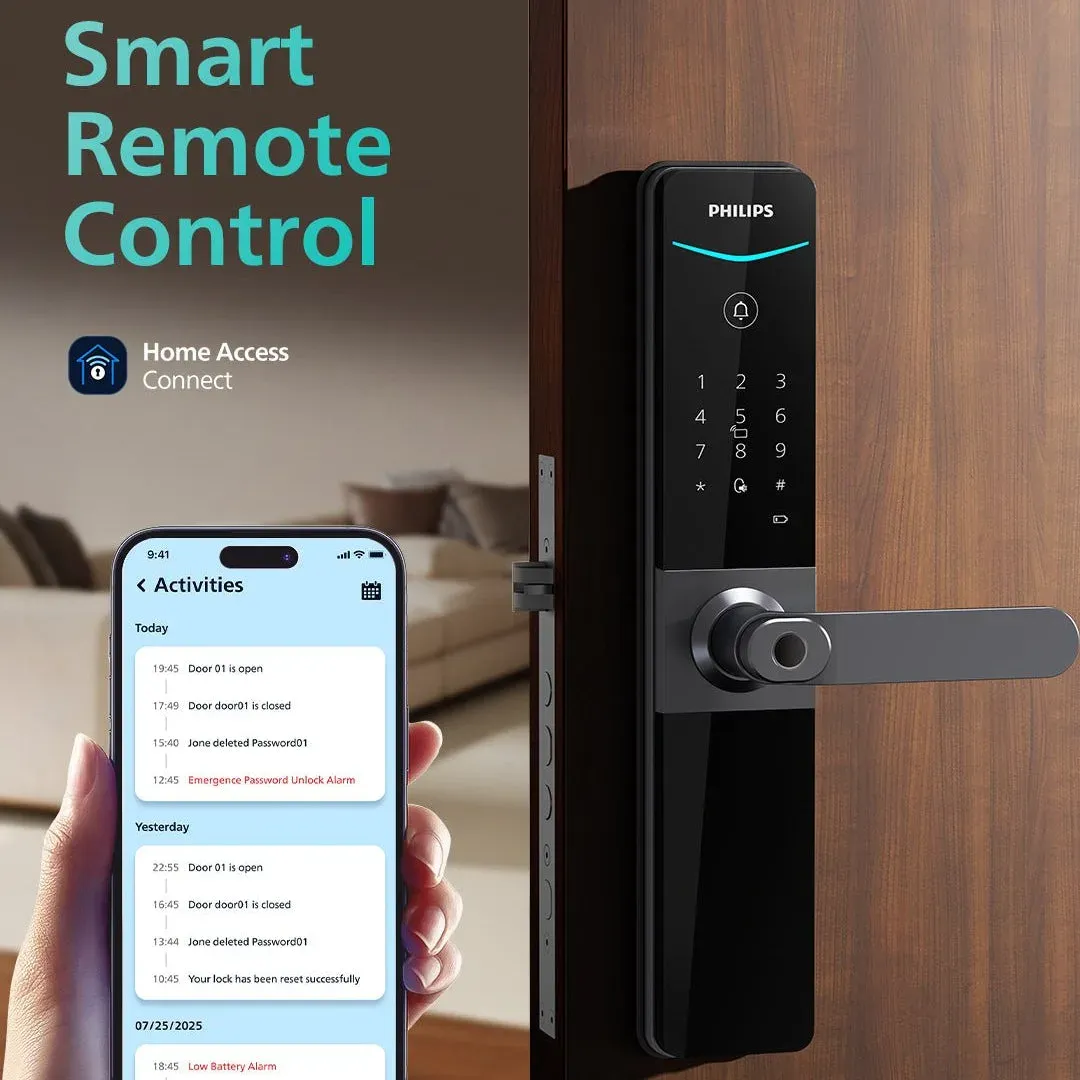 Smart
Remote
Control
Home Access
Connect
PHILIPS
1 2 3
4 5 6
7 8 9
* #
9:41
Activities
Today
19:45 Door 01 is open
17:49 Door door01 is closed
15:40 Jone deleted Password01
12:45 Emergence Password Unlock Alarm
Yesterday
22:55 Door 01 is open
16:45 Door door01 is closed
13:44 Jone deleted Password01
10:45 Your lock has been reset successfully
07/25/2025
18:45 Low Battery Alarm